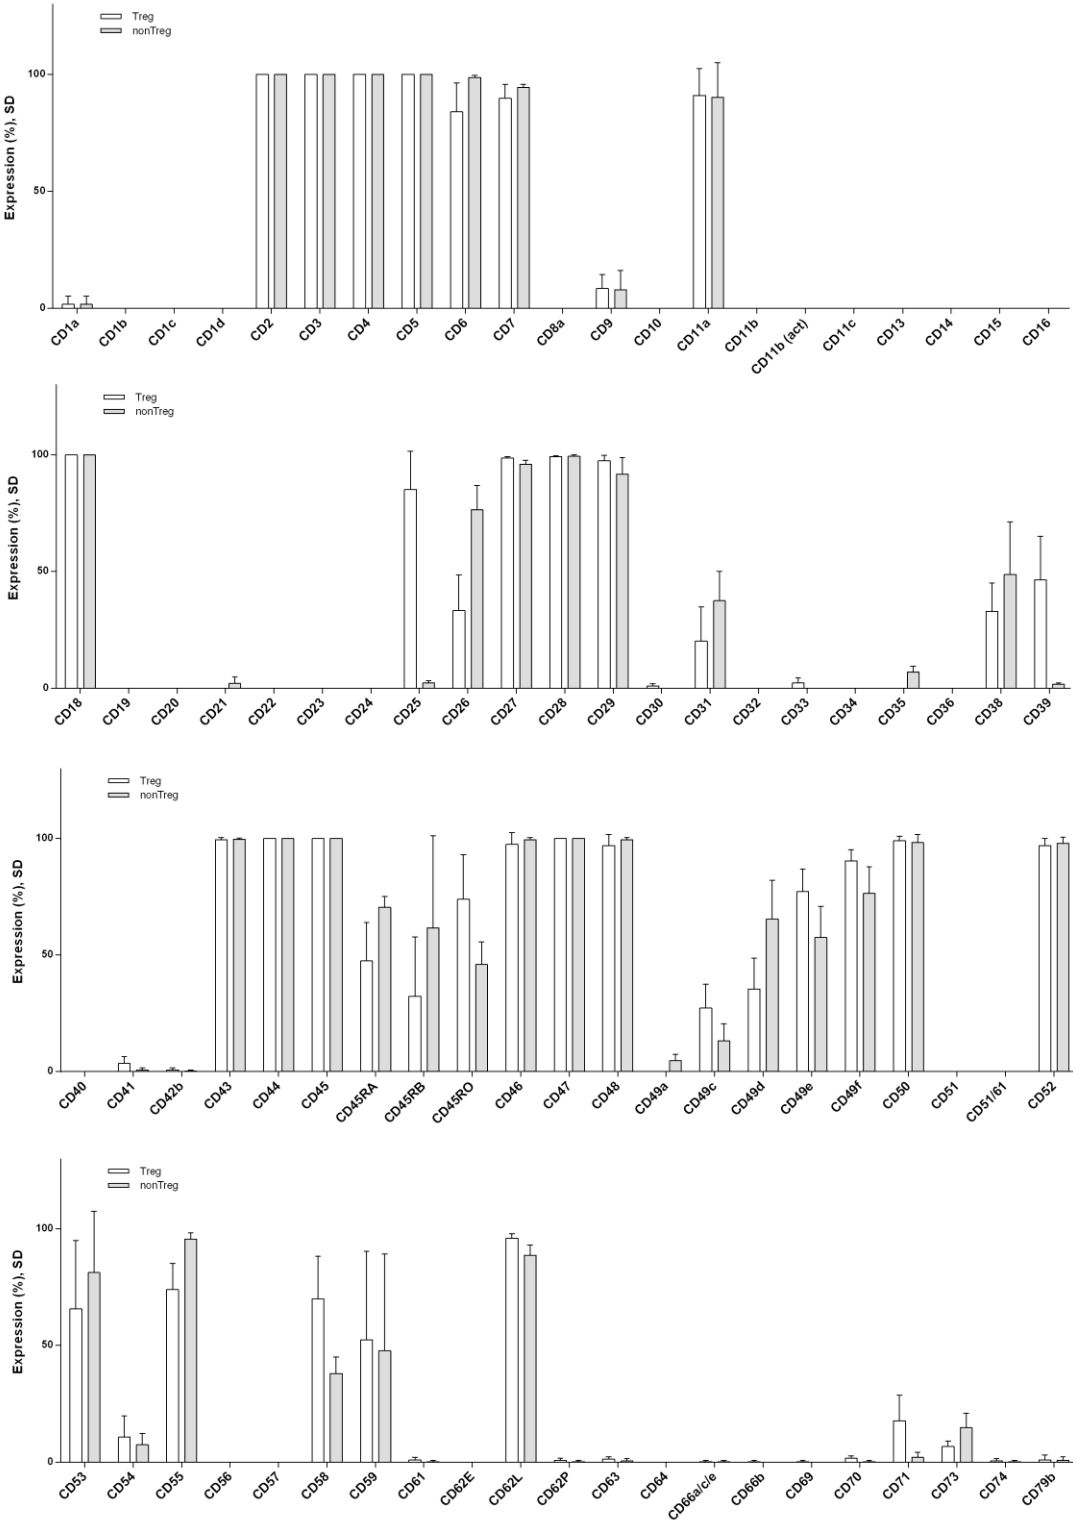 Treg
nonTreg
Expression (%), SD
100
50
0
CD1a CD1b CD1c CD1d CD2 CD3 CD4 CD5 CD6 CD7 CD8a CD9 CD10 CD11a CD11b CD11b (act) CD11c CD13 CD14 CD15 CD16
Treg
nonTreg
Expression (%), SD
100
50
0
CD18 CD19 CD20 CD21 CD22 CD23 CD24 CD25 CD26 CD27 CD28 CD29 CD30 CD31 CD32 CD33 CD34 CD35 CD36 CD38 CD39
Treg
nonTreg
Expression (%), SD
100
50
0
CD40 CD41 CD42b CD43 CD44 CD45 CD45RA CD45RB CD45RO CD46 CD47 CD48 CD49a CD49c CD49d CD49e CD49f CD50 CD51 CD51/61 CD52
Treg
nonTreg
Expression (%), SD
100
50
0
CD53 CD54 CD55 CD56 CD57 CD58 CD59 CD61 CD62E CD62L CD62P CD63 CD64 CD66a/c/e CD66b CD69 CD70 CD71 CD73 CD74 CD79b